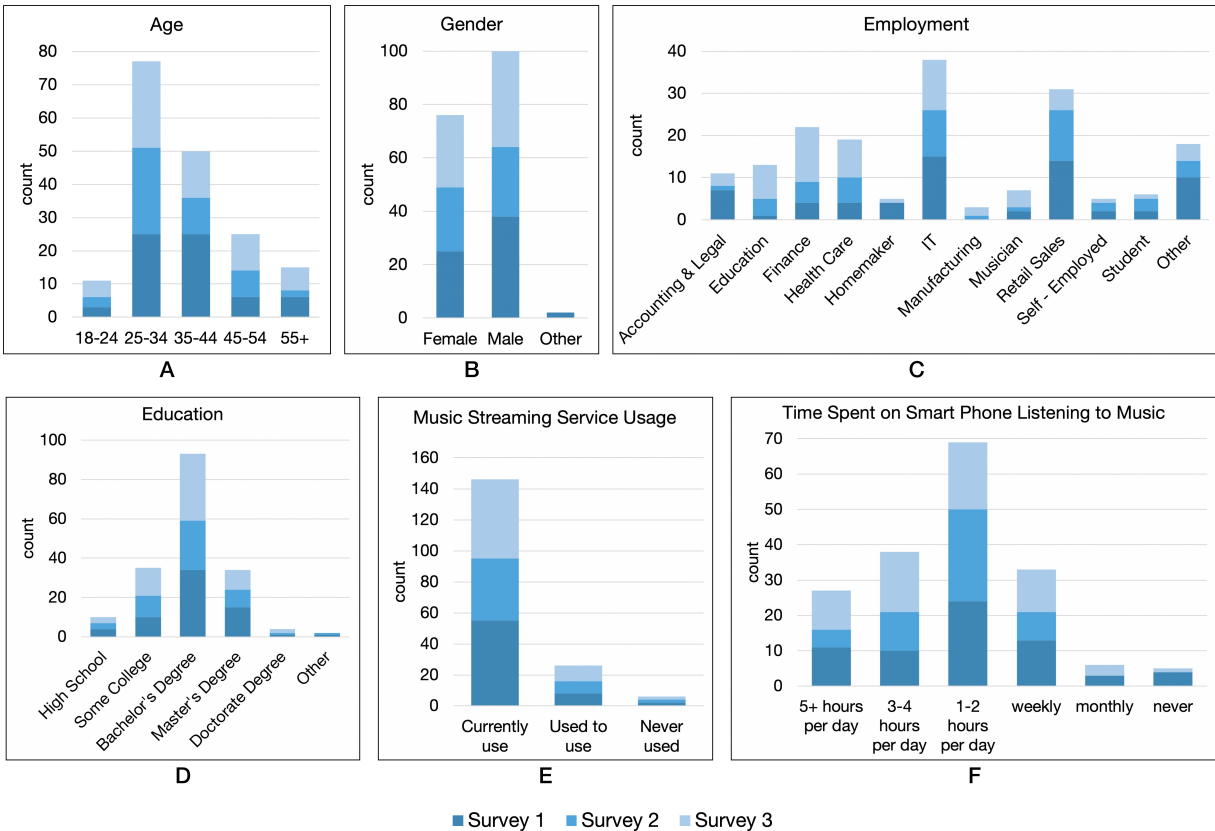 Age
count
80
70
60
50
40
30
20
10
0
18-24 25-34 35-44 45-54 55+
A
Gender
count
100
80
60
40
20
0
Female Male Other
B
Employment
count
40
30
20
10
0
Accounting & Legal
Education
Finance
Health Care
Homemaker
IT
Manufacturing
Musician
Retail Sales
Self - Employed
Student
Other
C
Education
count
100
80
60
40
20
0
High School
Some College
Bachelor's Degree
Master's Degree
Doctorate Degree
Other
D
Music Streaming Service Usage
count
160
140
120
100
80
60
40
20
0
Currently use
Used to use
Never used
E
Time Spent on Smart Phone Listening to Music
count
70
60
50
40
30
20
10
0
5+ hours per day
3-4 hours per day
1-2 hours per day
weekly
monthly
never
F
Survey 1 Survey 2 Survey 3